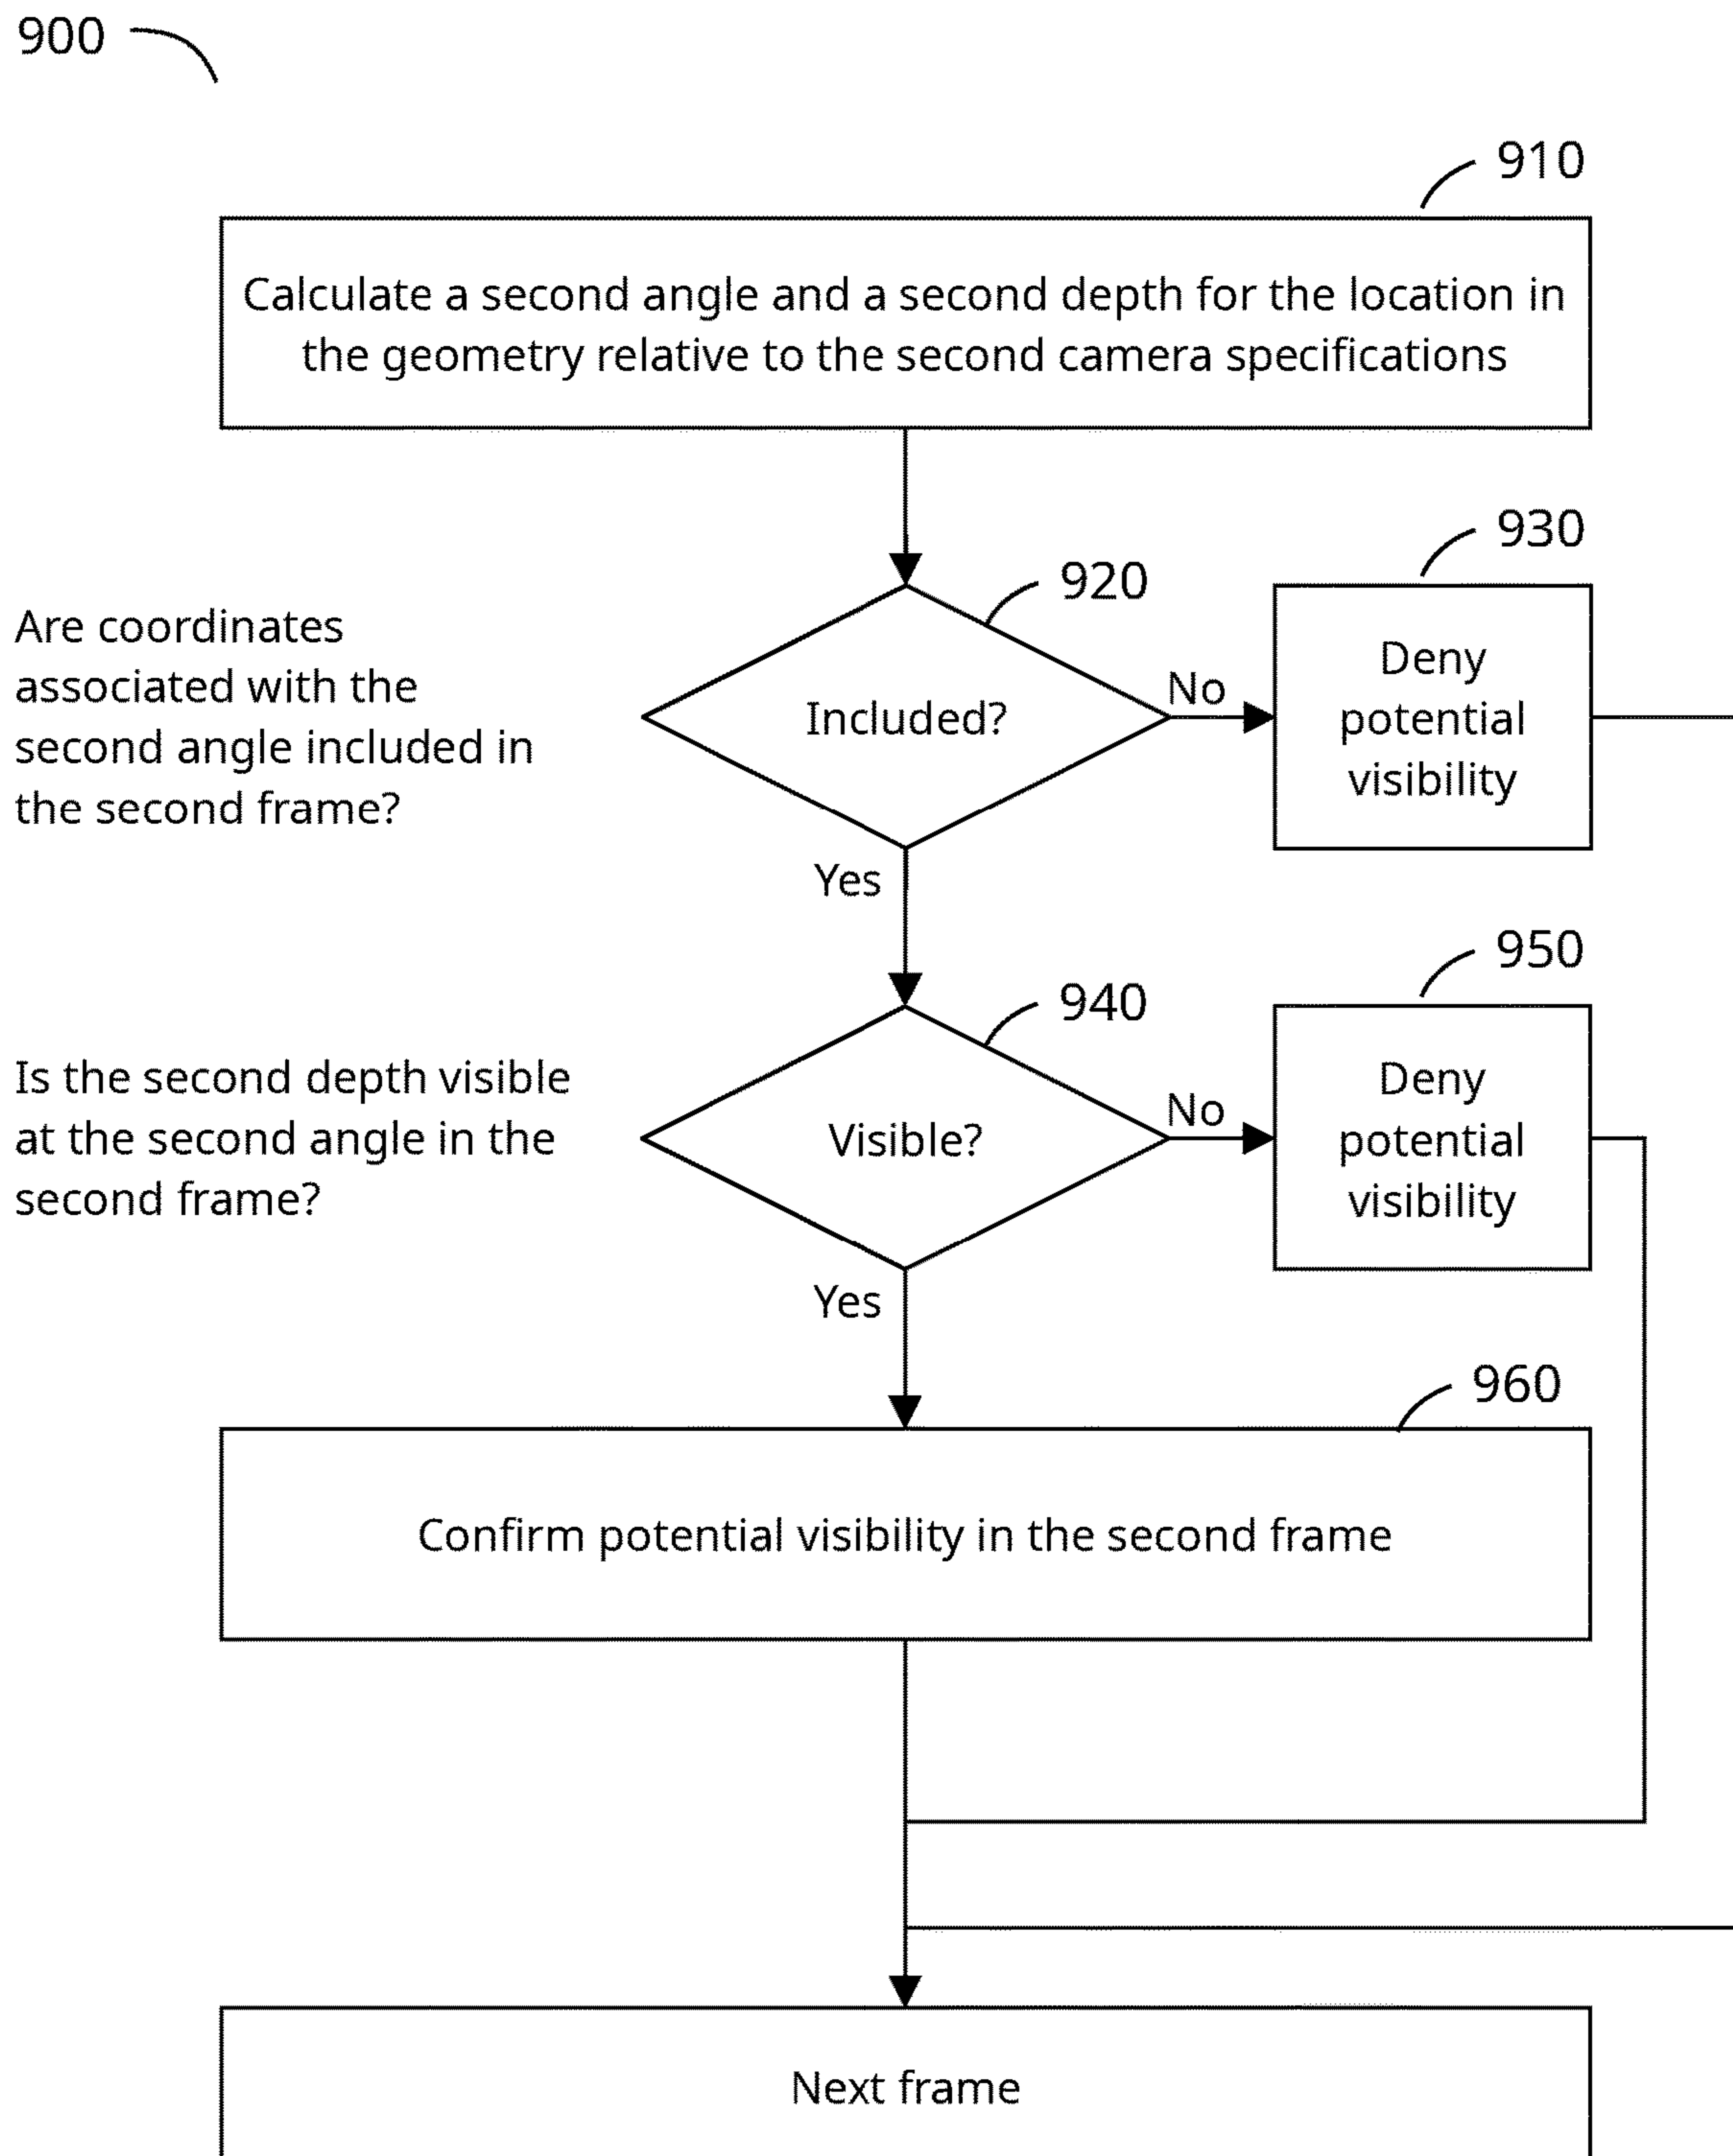 900
910
Calculate a second angle and a second depth for the location in
the geometry relative to the second camera specifications
930
920
Are coordinates
associated with the
second angle included in
the second frame?
Included?
No
Deny
potential
visibility
Yes
950
940
Is the second depth visible
at the second angle in the
second frame?
Visible?
No
Deny
potential
visibility
Yes
960
Confirm potential visibility in the second frame
Next frame